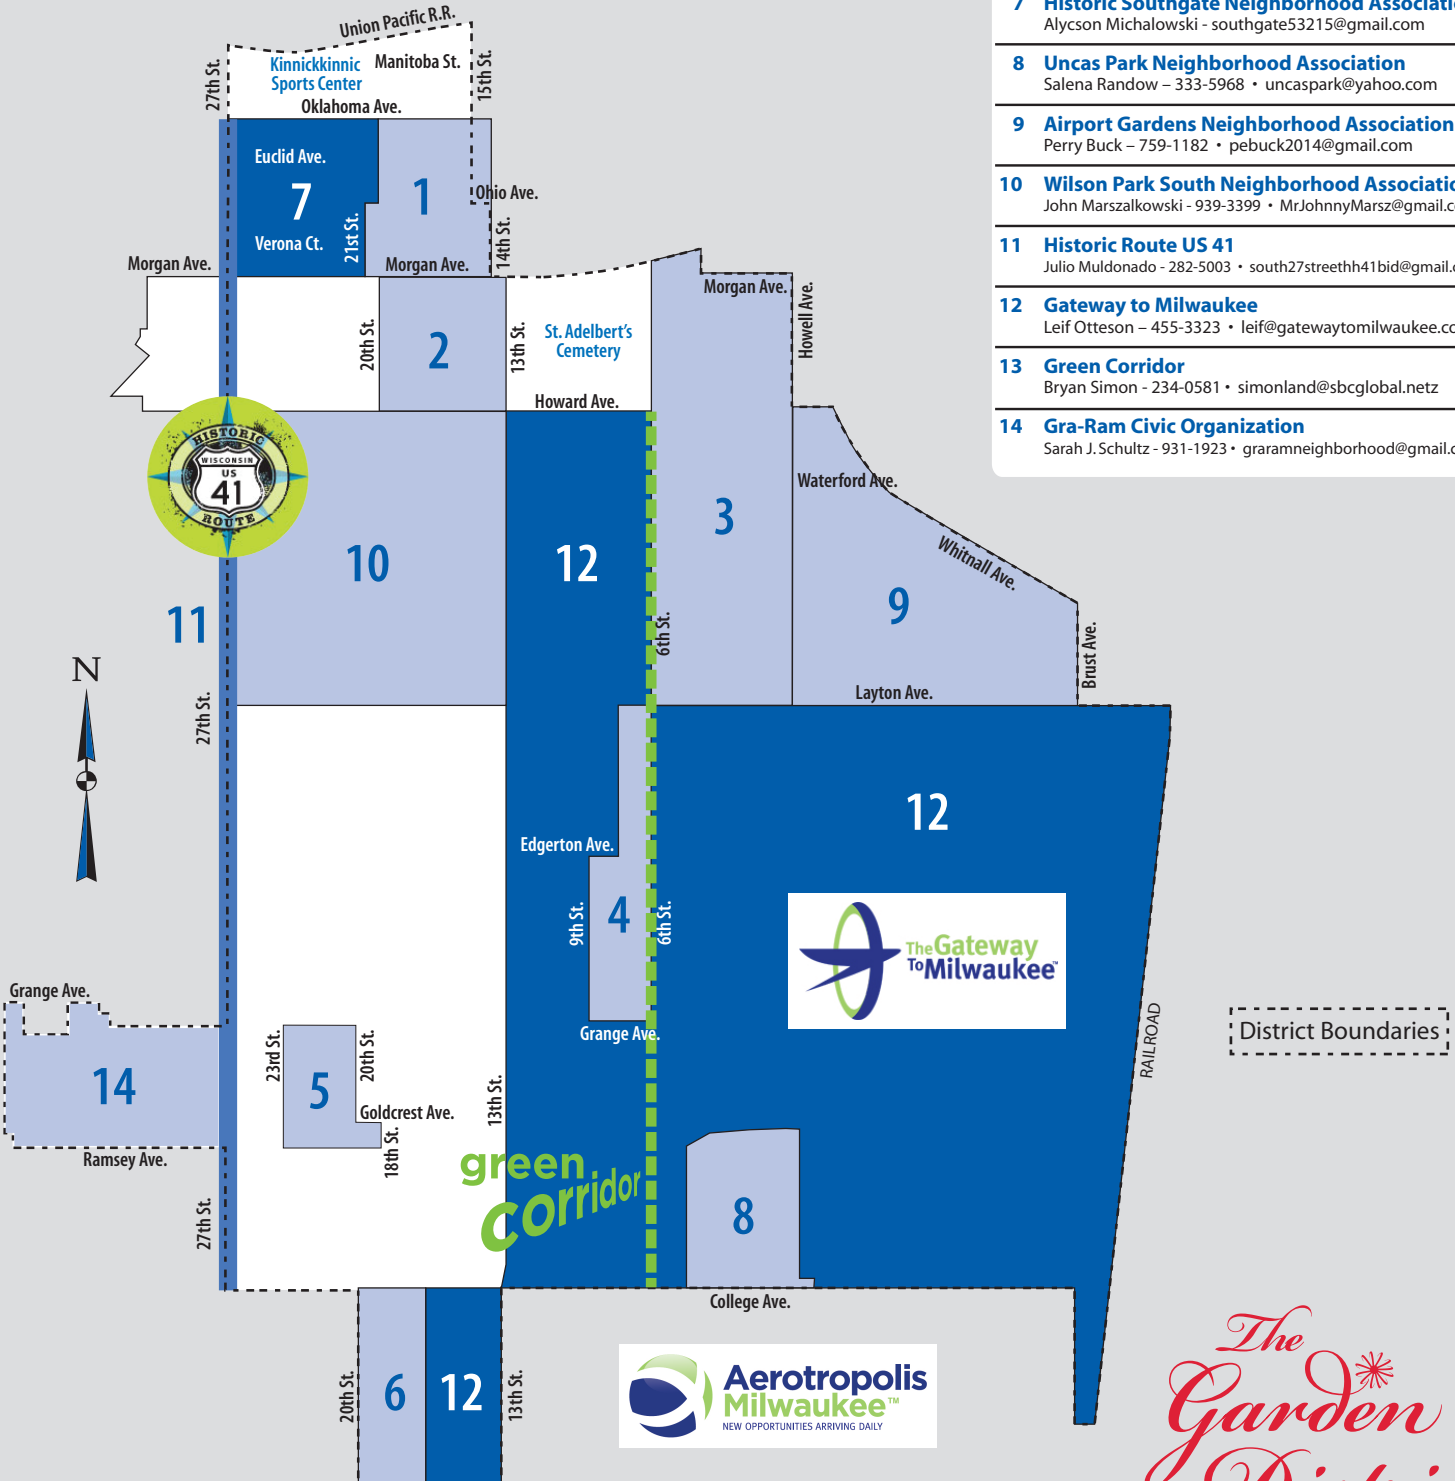 Union Pacific R.R.
27th St.
Kinnickkinnic
Sports Center
Manitoba St.
15th St.
Oklahoma Ave.
Euclid Ave.
7
1
Ohio Ave.
Verona Ct.
21st St.
14th St.
Morgan Ave.
Morgan Ave.
Morgan Ave.
Howell Ave.
20th St.
2
13th St.
St. Adelbert's
Cemetery
Howard Ave.
HISTORIC
WISCONSIN
US
41
ROUTE
Waterford Ave.
3
Whitnall Ave.
10
12
9
11
6th St.
Brust Ave.
N
Layton Ave.
27th St.
12
Edgerton Ave.
4
9th St.
6th St.
The Gateway
To Milwaukee™
Grange Ave.
Grange Ave.
RAILROAD
District Boundaries
23rd St.
20th St.
14
5
Goldcrest Ave.
13th St.
18th St.
Ramsey Ave.
green
corridor
27th St.
8
College Ave.
20th St.
6
12
13th St.
Aerotropolis
Milwaukee™
NEW OPPORTUNITIES ARRIVING DAILY
The
Garden
7 Historic Southgate Neighborhood Associati
Alycson Michalowski - southgate53215@gmail.com
8 Uncas Park Neighborhood Association
Salena Randow – 333-5968 • uncaspark@yahoo.com
9 Airport Gardens Neighborhood Association
Perry Buck – 759-1182 • pebuck2014@gmail.com
10 Wilson Park South Neighborhood Associatio
John Marszalkowski - 939-3399 • MrJohnnyMarsz@gmail.c
11 Historic Route US 41
Julio Muldonado - 282-5003 • south27streethh41bid@gmail.c
12 Gateway to Milwaukee
Leif Otteson – 455-3323 • leif@gatewaytomilwaukee.co
13 Green Corridor
Bryan Simon - 234-0581 • simonland@sbcglobal.netz
14 Gra-Ram Civic Organization
Sarah J. Schultz - 931-1923 • graramneighborhood@gmail.c